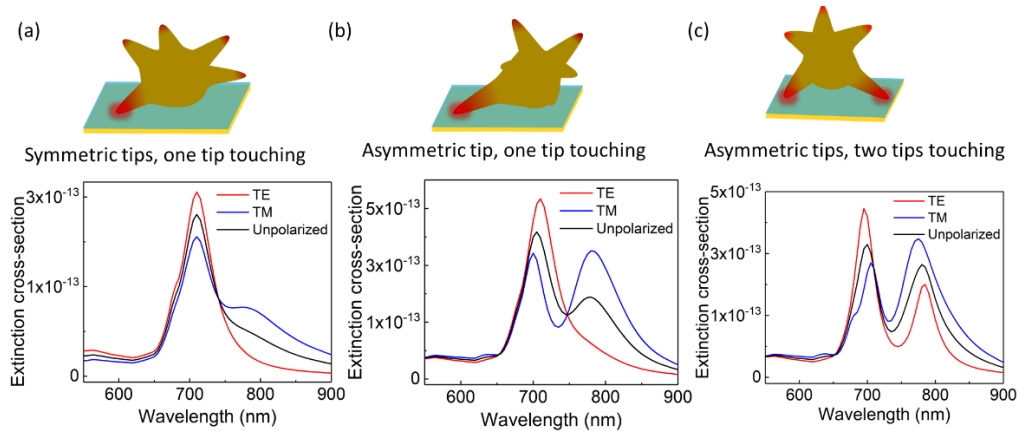 (a)
Symmetric tips, one tip touching
3x10⁻¹³
TE
TM
Unpolarized
1x10⁻¹³
0
Extinction cross-section
600
700
800
900
Wavelength (nm)
(b)
Asymmetric tip, one tip touching
5x10⁻¹³
TE
TM
Unpolarized
3x10⁻¹³
1x10⁻¹³
0
Extinction cross-section
600
700
800
900
Wavelength (nm)
(c)
Asymmetric tips, two tips touching
5x10⁻¹³
TE
TM
Unpolarized
3x10⁻¹³
1x10⁻¹³
0
Extinction cross-section
600
700
800
900
Wavelength (nm)